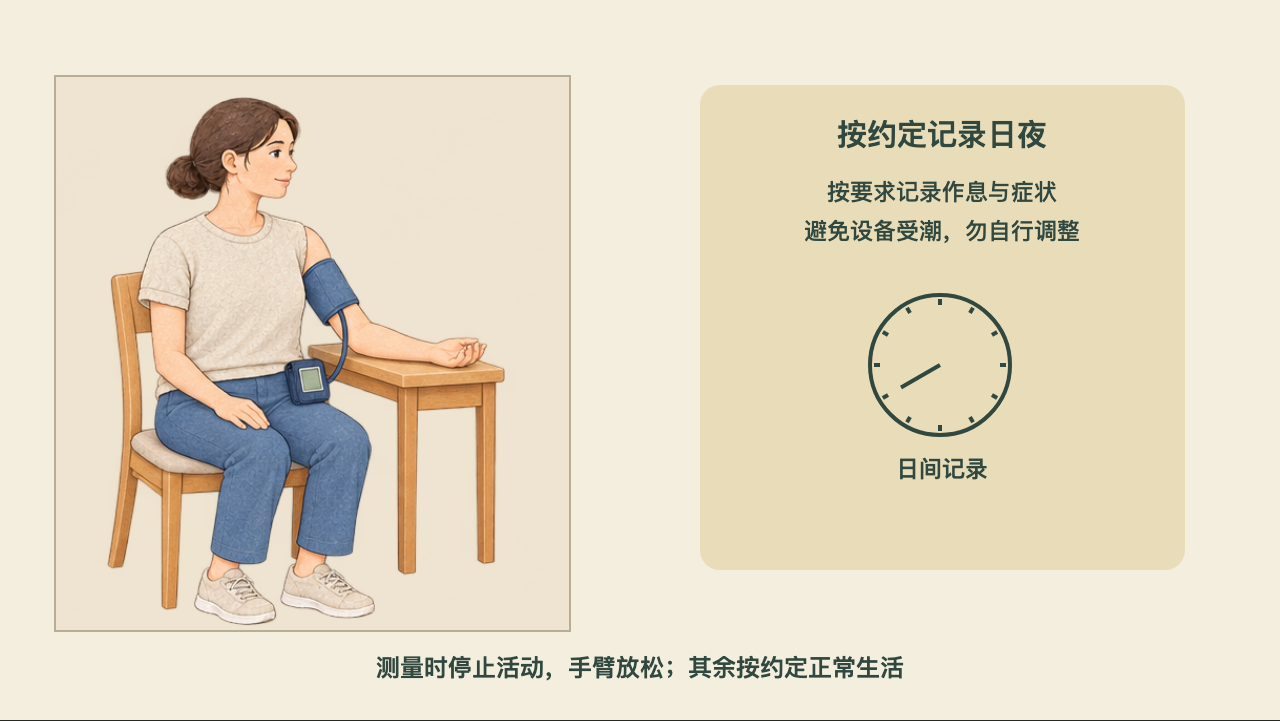 按约定记录日夜
按要求记录作息与症状
避免设备受潮，勿自行调整
日间记录
测量时停止活动，手臂放松；其余按约定正常生活